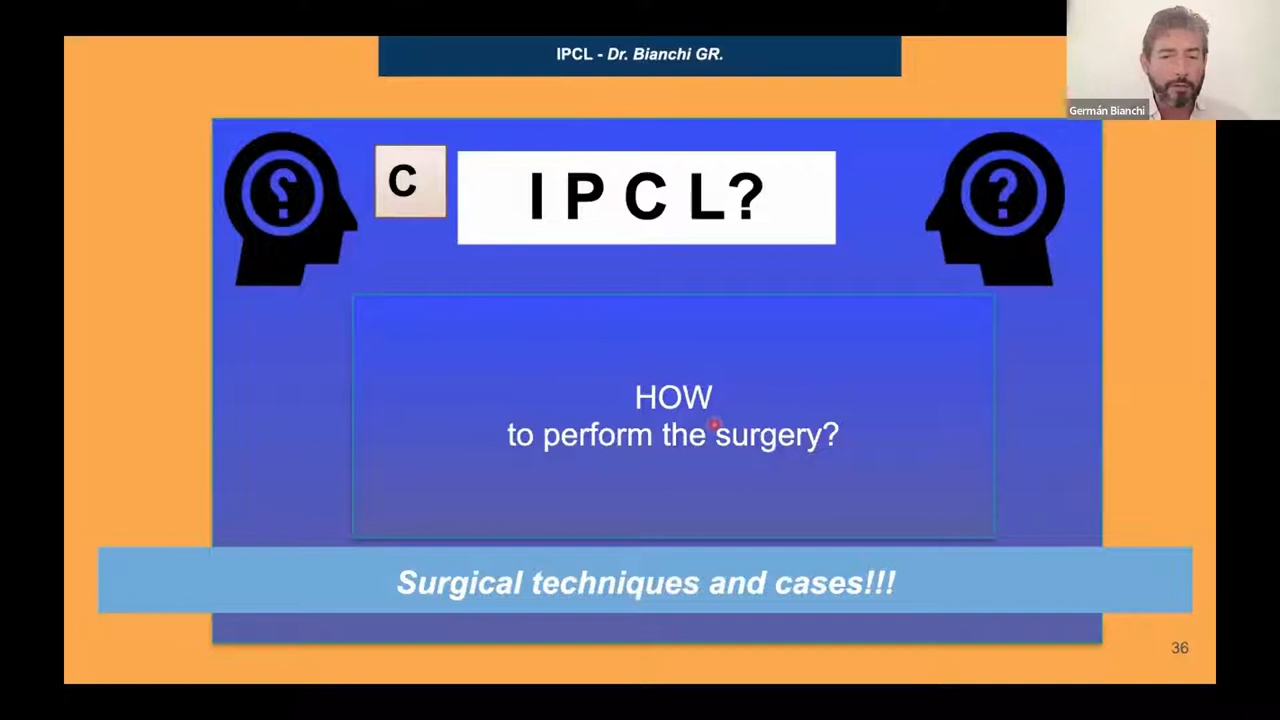 IPCL - Dr. Bianchi GR.
Germán Bianchi
C
I P C L?
?
?
HOW
to perform the surgery?
Surgical techniques and cases!!!
36